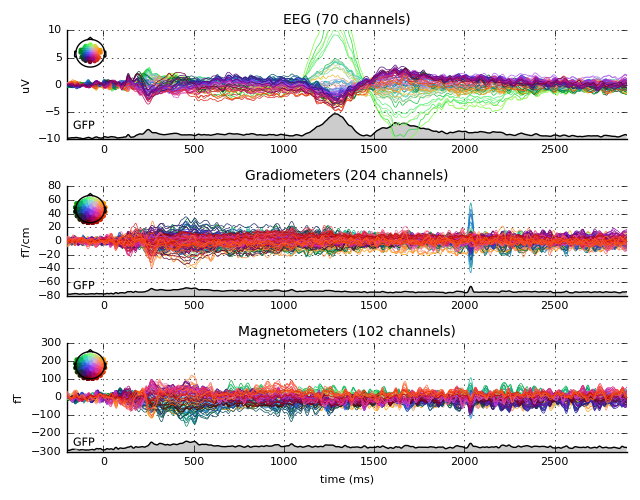 EEG (70 channels)
10
5
0
−5
−10
uV
GFP
0 500 1000 1500 2000 2500
Gradiometers (204 channels)
80
60
40
20
0
−20
−40
−60
−80
fT/cm
GFP
0 500 1000 1500 2000 2500
Magnetometers (102 channels)
300
200
100
0
−100
−200
−300
fT
GFP
0 500 1000 1500 2000 2500
time (ms)